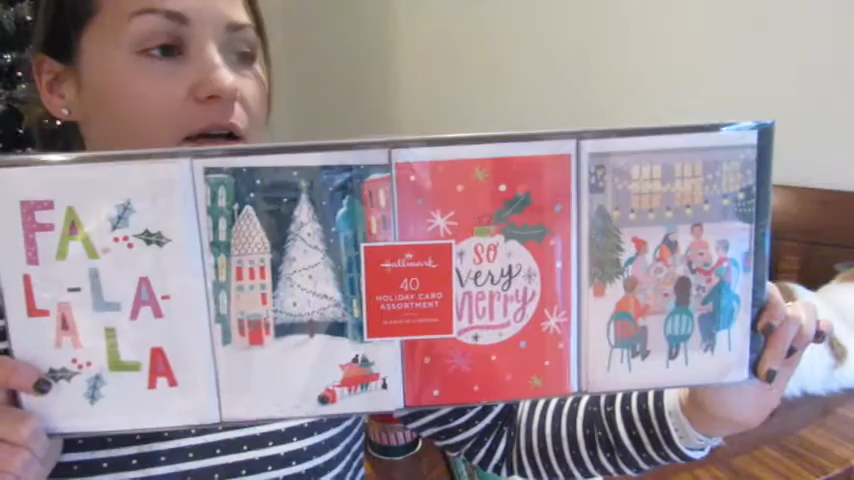 FA
L-LA-
LA
LA
Hallmark
40
HOLIDAY CARD
ASSORTMENT
SO
very
merry